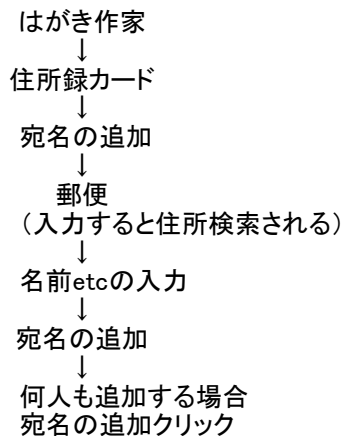 はがき作家
↓
住所録カード
↓
宛名の追加
↓
郵便
（入力すると住所検索される）
↓
名前etcの入力
↓
宛名の追加
↓
何人も追加する場合
宛名の追加クリック